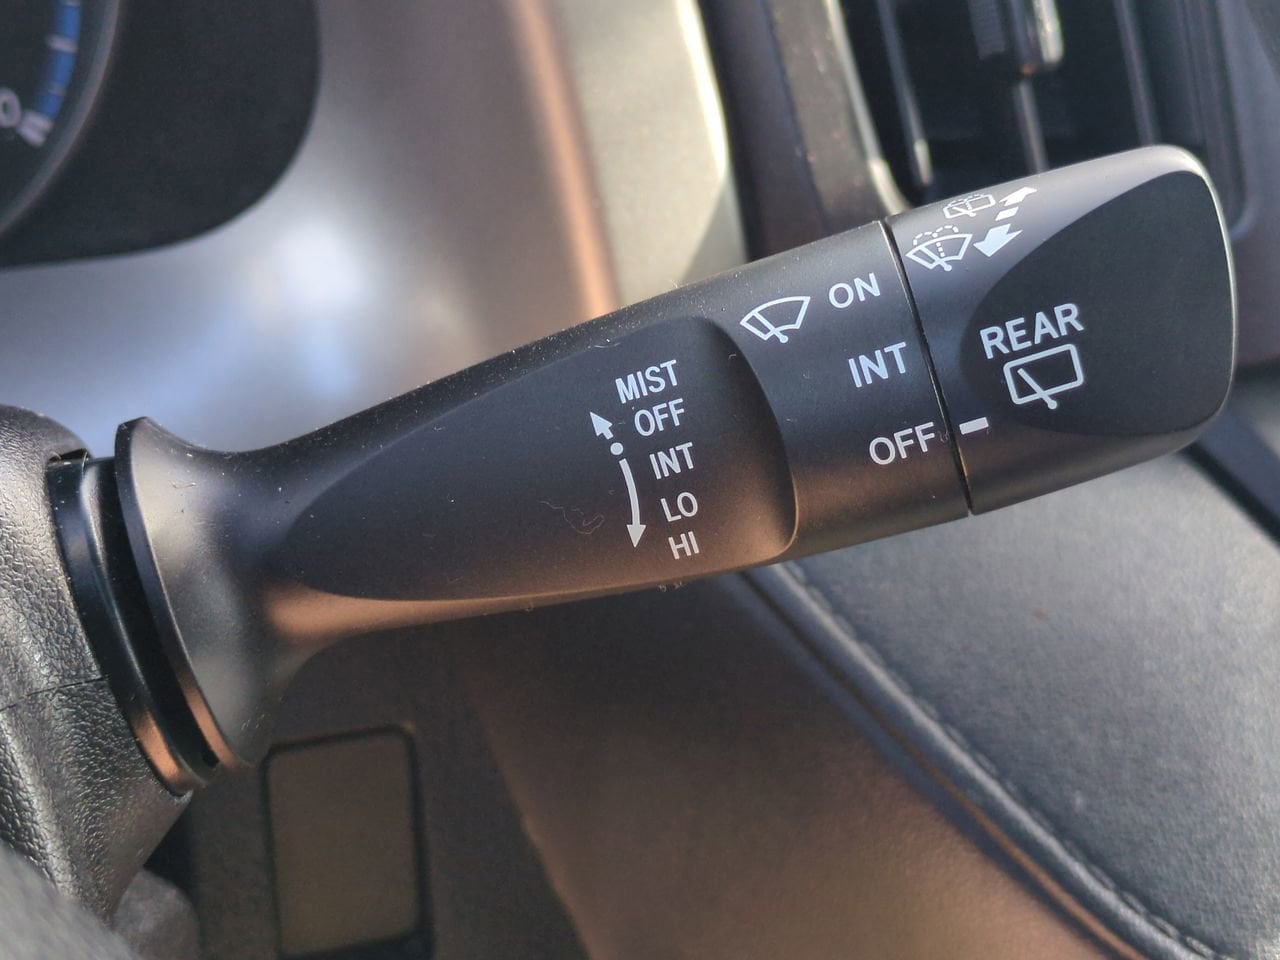 MIST
OFF
INT
LO
HI
ON
INT
OFF
REAR